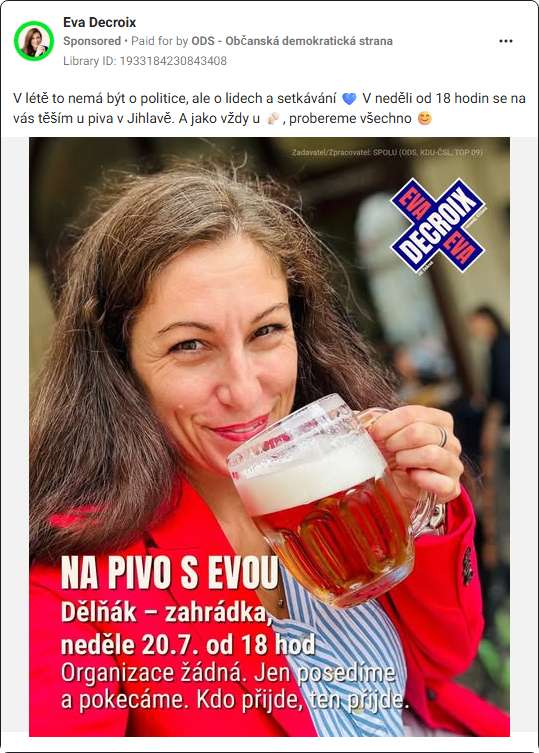 Eva Decroix
Sponsored • Paid for by ODS - Občanská demokratická strana
Library ID: 1933184230843408
V létě to nemá být o politice, ale o lidech a setkávání 💙 V neděli od 18 hodin se na
vás těším u piva v Jihlavě. A jako vždy u 🍻, probereme všechno 😊
Zadavatel/Zpracovatel: SPOLU (ODS, KDU-ČSL, TOP 09)
EVA
DECROIX
EVA
NA PIVO S EVOU
Dělňák – zahrádka,
neděle 20.7. od 18 hod
Organizace žádná. Jen posedíme
a pokecáme. Kdo přijde, ten přijde.